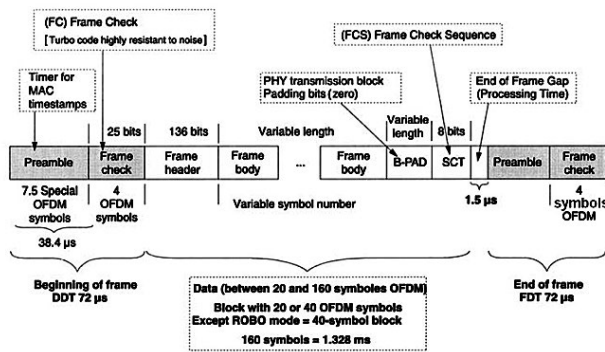 (FC) Frame Check
[Turbo code highly resistant to noise]
(FCS) Frame Check Sequence
Timer for
MAC
timestamps
PHY transmission block
Padding bits (zero)
End of Frame Gap
(Processing Time)
25 bits
136 bits
Variable length
Variable
length
8 bits
Preamble
Frame
check
Frame
header
Frame
body
...
Frame
body
B-PAD
SCT
Preamble
Frame
check
7.5 Special
OFDM
symbols
4
OFDM
symbols
Variable symbol number
1.5 µs
4
symbols
OFDM
38.4 µs
Beginning of frame
DDT 72 µs
Data (between 20 and 160 symboles OFDM)
Block with 20 or 40 OFDM symbols
Except ROBO mode = 40-symbol block
160 symbols = 1.328 ms
End of frame
FDT 72 µs